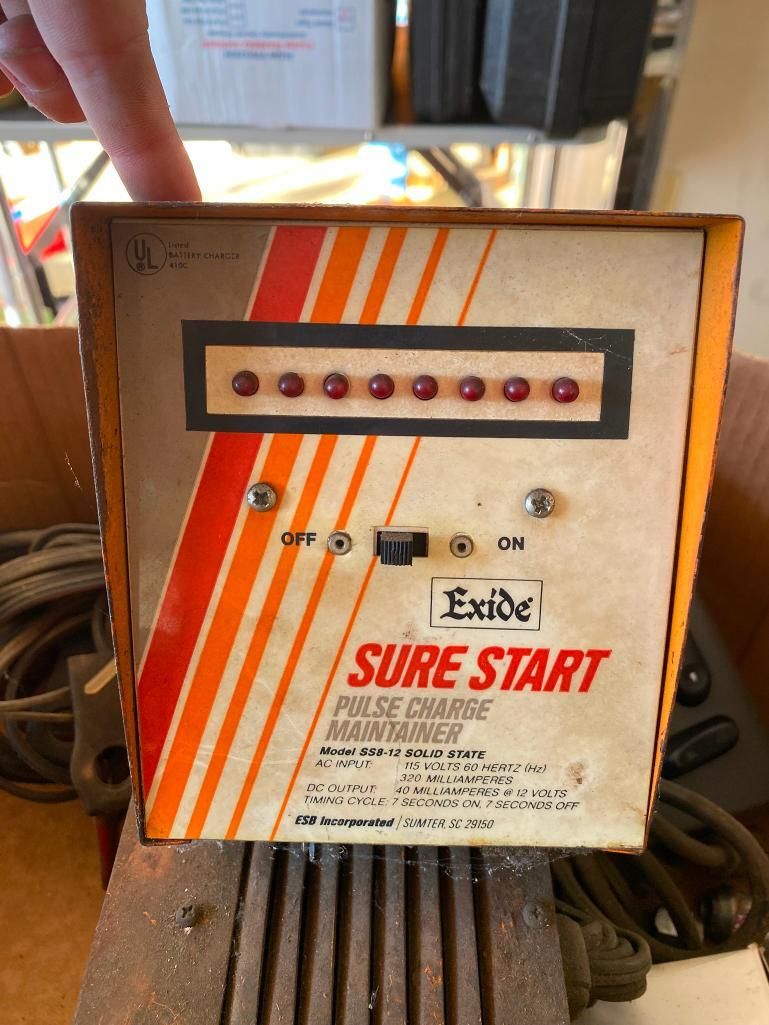 UL
®
Listed
BATTERY CHARGER
410C
OFF
ON
Exide
SURE START
PULSE CHARGE
MAINTAINER
Model SS8-12 SOLID STATE
AC INPUT: 115 VOLTS 60 HERTZ (Hz)
320 MILLIAMPERES
DC OUTPUT: 40 MILLIAMPERES @ 12 VOLTS
TIMING CYCLE: 7 SECONDS ON, 7 SECONDS OFF
ESB Incorporated / SUMTER, SC 29150